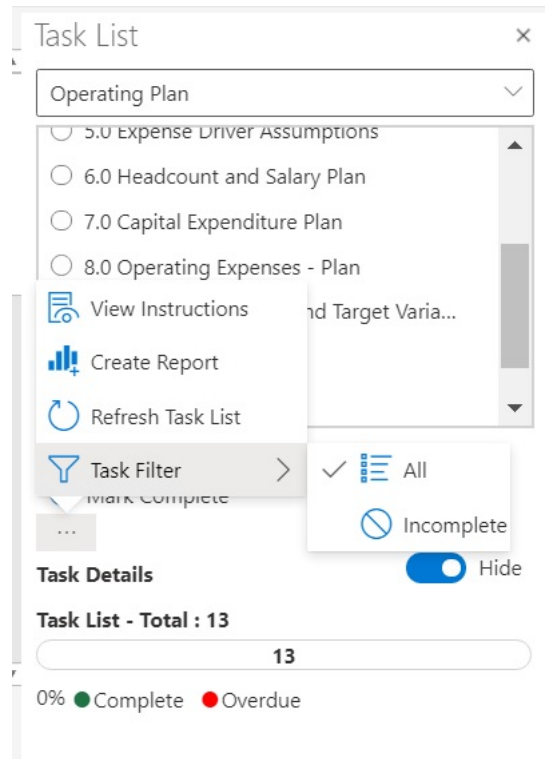 Task List
Operating Plan
5.0 Expense Driver Assumptions
6.0 Headcount and Salary Plan
7.0 Capital Expenditure Plan
8.0 Operating Expenses - Plan
View Instructions
nd Target Varia...
Create Report
Refresh Task List
Task Filter
All
Mark Complete
Incomplete
...
Task Details
Hide
Task List - Total : 13
13
0% Complete Overdue